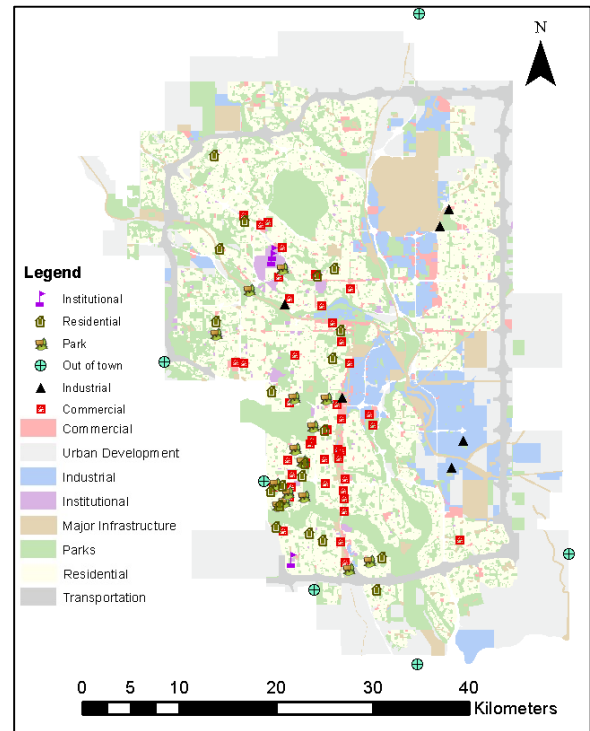 N
Legend
Institutional
Residential
Park
Out of town
Industrial
Commercial
Commercial
Urban Development
Industrial
Institutional
Major Infrastructure
Parks
Residential
Transportation
0 5 10 20 30 40
Kilometers